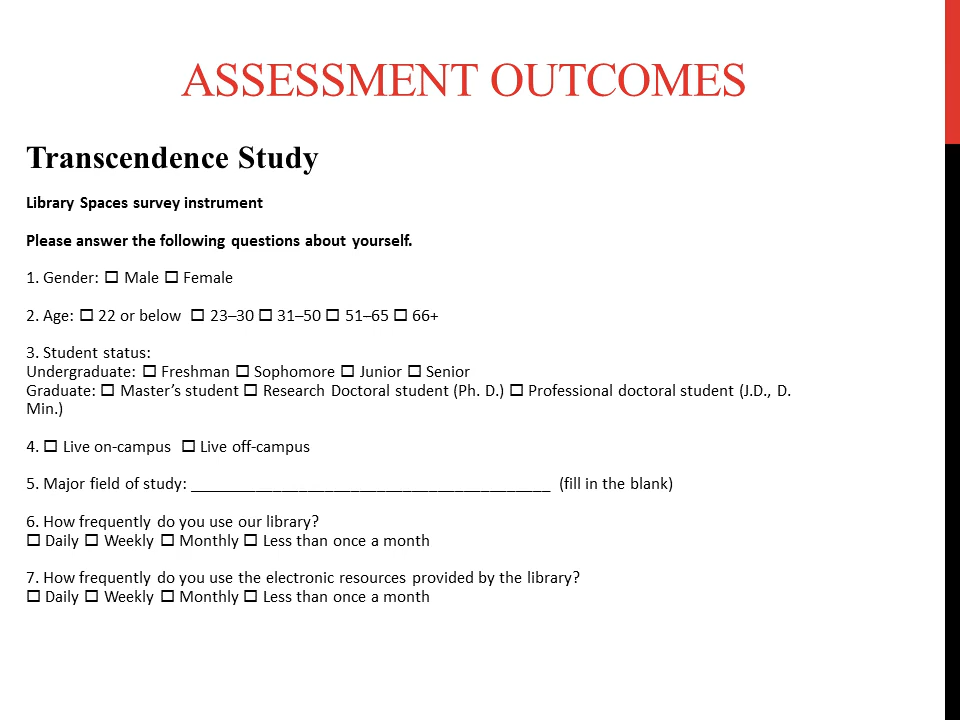 ASSESSMENT OUTCOMES
Transcendence Study
Library Spaces survey instrument
Please answer the following questions about yourself.
1. Gender: ☐ Male ☐ Female
2. Age: ☐ 22 or below ☐ 23–30 ☐ 31–50 ☐ 51–65 ☐ 66+
3. Student status:
Undergraduate: ☐ Freshman ☐ Sophomore ☐ Junior ☐ Senior
Graduate: ☐ Master’s student ☐ Research Doctoral student (Ph. D.) ☐ Professional doctoral student (J.D., D.
Min.)
4. ☐ Live on-campus ☐ Live off-campus
5. Major field of study: _________________________________________ (fill in the blank)
6. How frequently do you use our library?
☐ Daily ☐ Weekly ☐ Monthly ☐ Less than once a month
7. How frequently do you use the electronic resources provided by the library?
☐ Daily ☐ Weekly ☐ Monthly ☐ Less than once a month